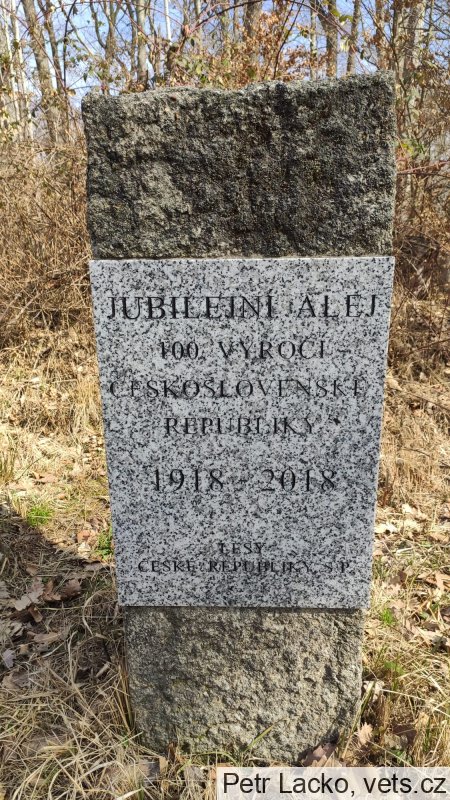 JUBILEJNÍ ALEJ
100. VÝROČÍ
ČESKOSLOVENSKÉ
REPUBLIKY
1918 - 2018
LESY
ČESKÉ REPUBLIKY, S.P.
Petr Lacko, vets.cz